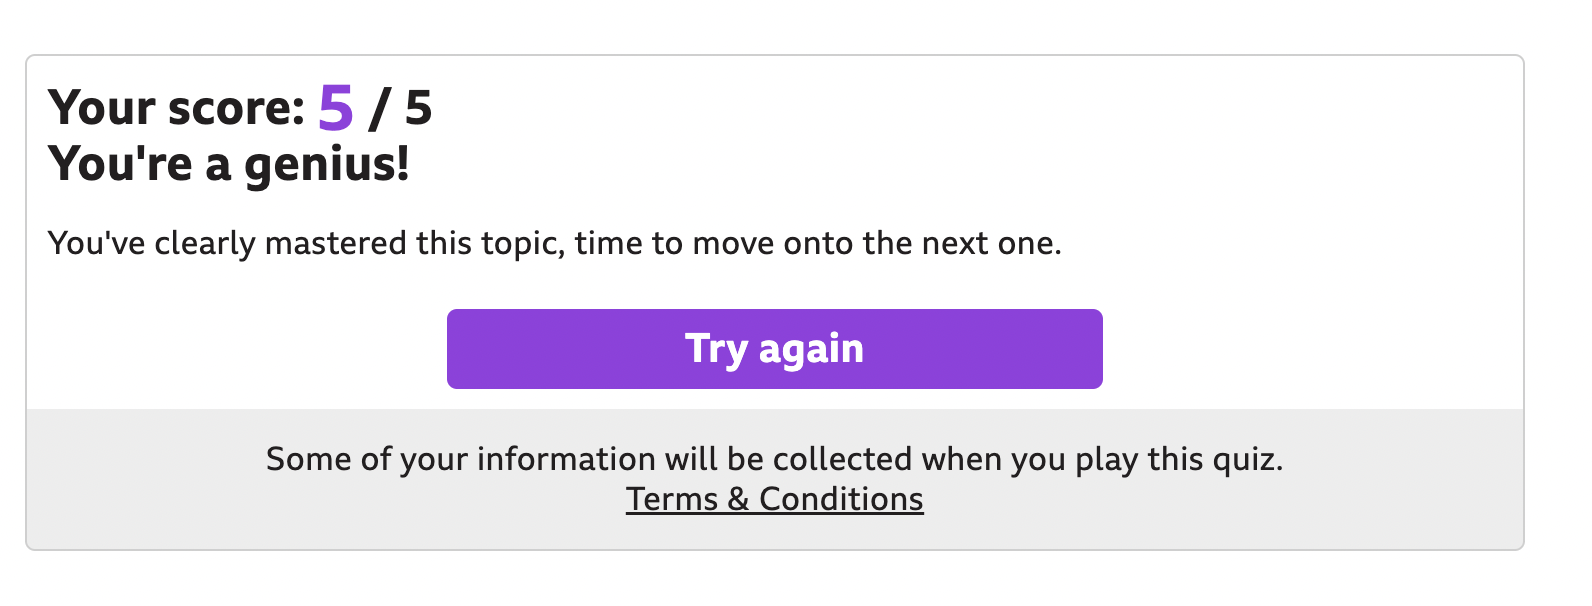 Your score: 5 / 5
You're a genius!
You've clearly mastered this topic, time to move onto the next one.
Try again
Some of your information will be collected when you play this quiz.
Terms & Conditions